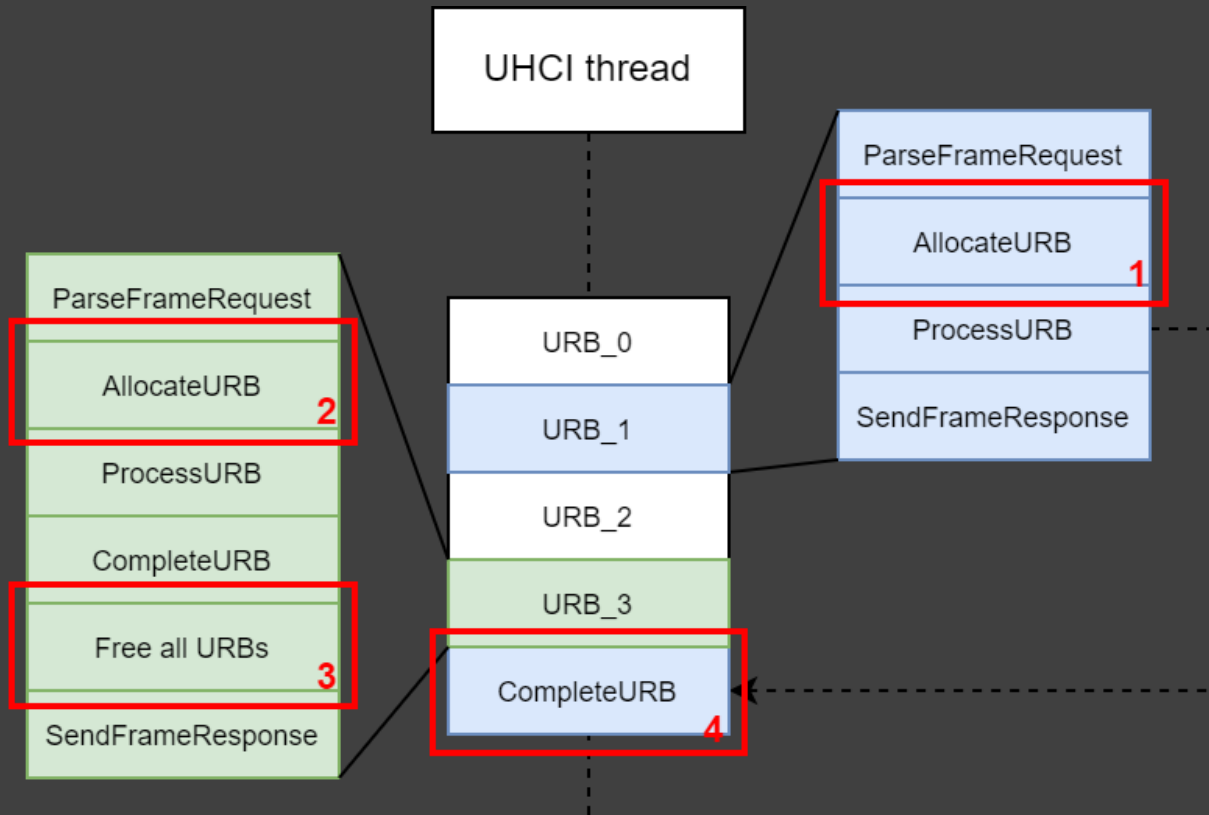 UHCI thread
ParseFrameRequest
AllocateURB
1
ProcessURB
SendFrameResponse
ParseFrameRequest
AllocateURB
2
ProcessURB
CompleteURB
Free all URBs
3
SendFrameResponse
URB_0
URB_1
URB_2
URB_3
CompleteURB
4